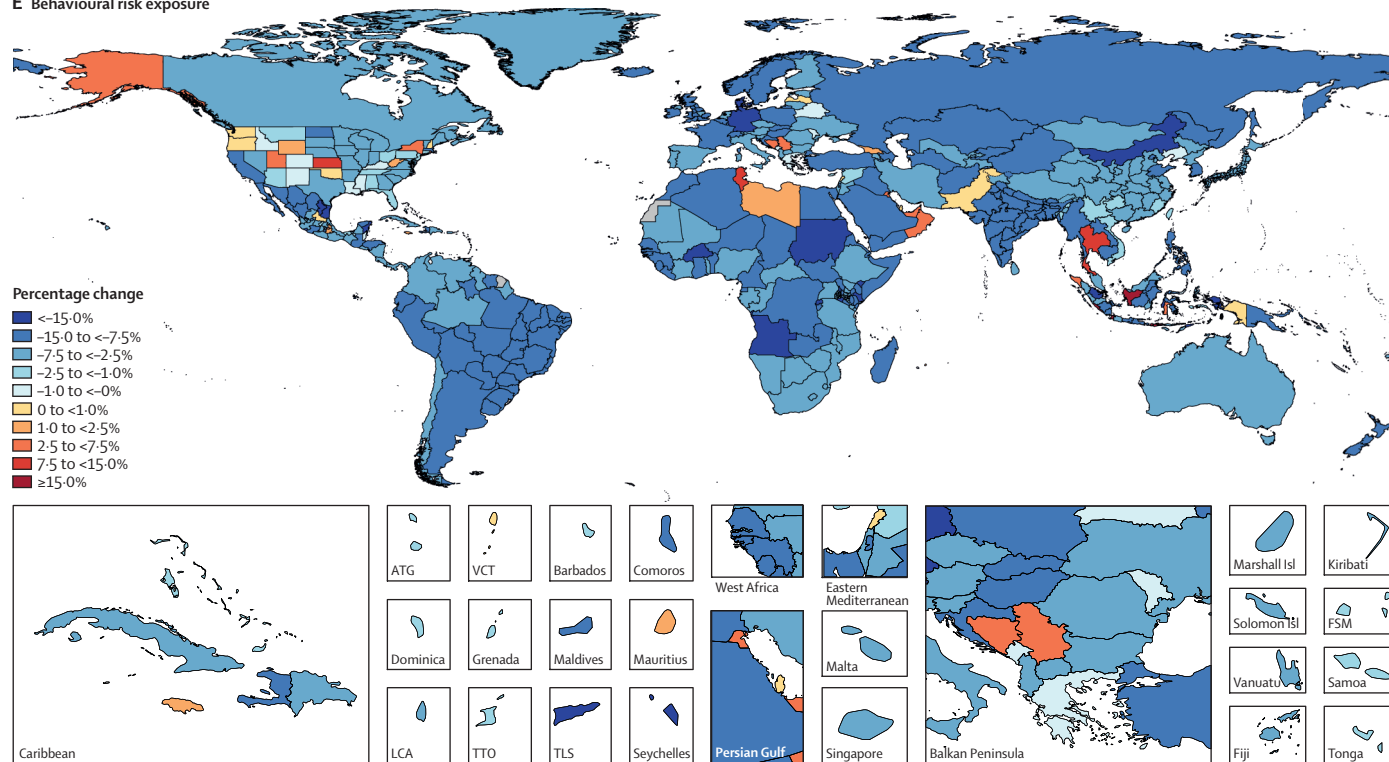 E Behavioural risk exposure
Percentage change
<–15·0%
–15·0 to <–7·5%
–7·5 to <–2·5%
–2·5 to <–1·0%
–1·0 to <–0%
0 to <1·0%
1·0 to <2·5%
2·5 to <7·5%
7·5 to <15·0%
≥15·0%
Caribbean
ATG
VCT
Barbados
Comoros
Dominica
Grenada
Maldives
Mauritius
LCA
TTO
TLS
Seychelles
West Africa
Eastern
Mediterranean
Persian Gulf
Malta
Singapore
Balkan Peninsula
Marshall Isl
Kiribati
Solomon Isl
FSM
Vanuatu
Samoa
Fiji
Tonga